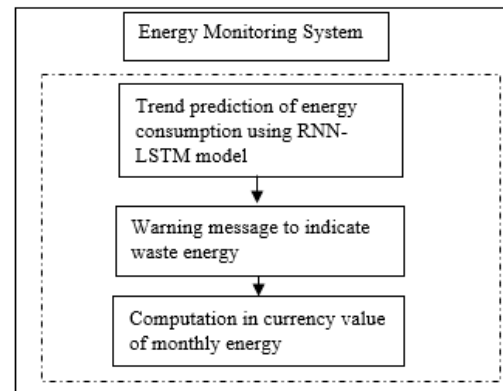 Energy Monitoring System
Trend prediction of energy
consumption using RNN-
LSTM model
Warning message to indicate
waste energy
Computation in currency value
of monthly energy